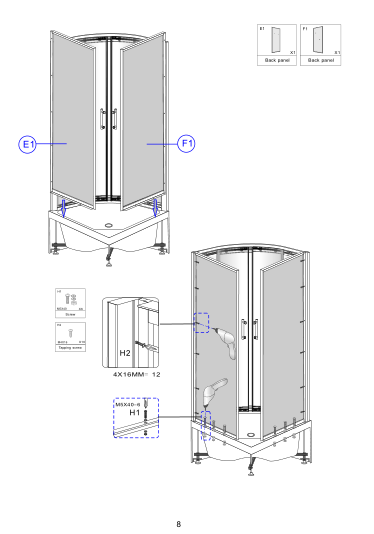 E1
X1
Back panel
F1
X1
Back panel
E1
F1
Screw
Tapping screw
H2
4X16MM= 12
M5X40=6
H1
8